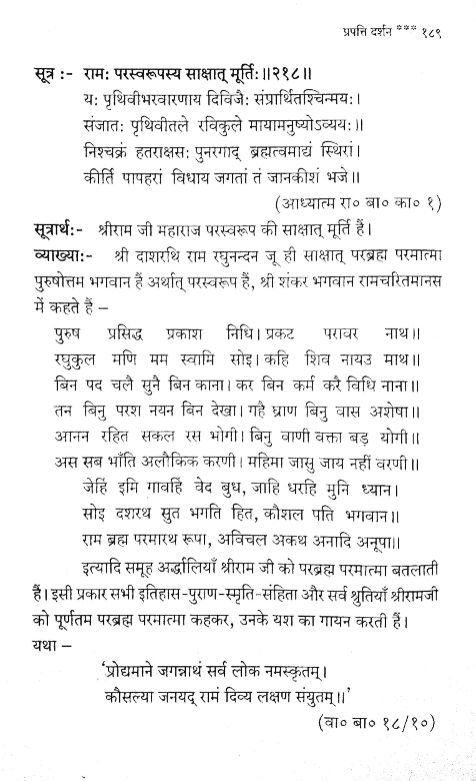 प्रपत्ति दर्शन *** १८९
सूत्र :- रामः परस्वरूपस्य साक्षात् मूर्तिः॥२१८॥
यः पृथिवीभरवारणाय दिविजैः संप्रार्थितश्चिन्मयः।
संजातः पृथिवीतले रविकुले मायामनुष्योऽव्ययः॥
निश्चक्रं हतराक्षसः पुनरगाद् ब्रह्मत्वमाद्यं स्थिरां।
कीर्ति पापहरां विधाय जगतां तं जानकीशं भजे॥
(आध्यात्म रा० बा० का० १)
सूत्रार्थ:- श्रीराम जी महाराज परस्वरूप की साक्षात् मूर्ति हैं।
व्याख्या:- श्री दाशरथि राम रघुनन्दन जू ही साक्षात् परब्रह्म परमात्मा
पुरुषोत्तम भगवान हैं अर्थात् परस्वरूप हैं, श्री शंकर भगवान रामचरितमानस
में कहते हैं –
पुरुष प्रसिद्ध प्रकाश निधि। प्रकट परावर नाथ॥
रघुकुल मणि मम स्वामि सोइ। कहि शिव नायउ माथ॥
बिन पद चलै सुनै बिन काना। कर बिन कर्म करै विधि नाना॥
तन बिनु परश नयन बिन देखा। गहै घ्राण बिनु वास अशेषा॥
आनन रहित सकल रस भोगी। बिनु वाणी वक्ता बड़ योगी॥
अस सब भाँति अलौकिक करणी। महिमा जासु जाय नहीं वरणी॥
जेहिं इमि गावहिं वेद बुध, जाहि धरहि मुनि ध्यान।
सोइ दशरथ सुत भगति हित, कौशल पति भगवान॥
राम ब्रह्म परमारथ रूपा, अविचल अकथ अनादि अनूपा॥
इत्यादि समूह अर्द्धालियाँ श्रीराम जी को परब्रह्म परमात्मा बतलाती
हैं। इसी प्रकार सभी इतिहास-पुराण-स्मृति-संहिता और सर्व श्रुतियाँ श्रीरामजी
को पूर्णतम परब्रह्म परमात्मा कहकर, उनके यश का गायन करती हैं।
यथा –
'प्रोद्यमाने जगन्नाथं सर्व लोक नमस्कृतम्।
कौसल्या जनयद् रामं दिव्य लक्षण संयुतम्॥'
(वा० बा० १८/१०)